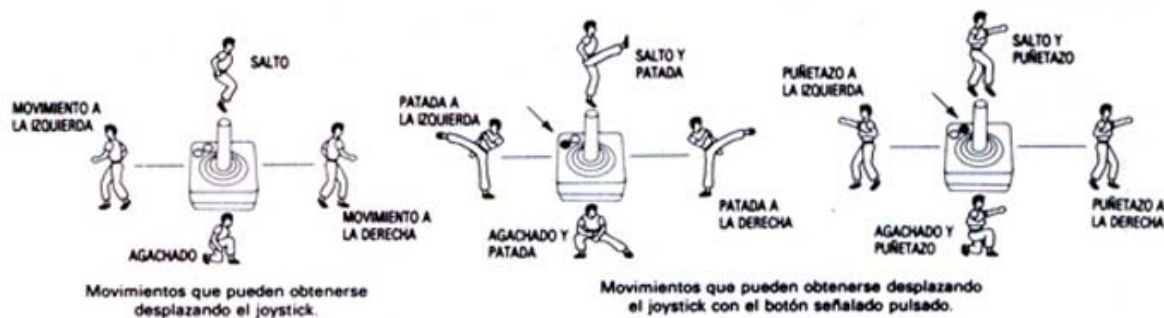 SALTO
MOVIMIENTO A
LA IZQUIERDA
MOVIMIENTO A
LA DERECHA
AGACHADO
Movimientos que pueden obtenerse
desplazando el joystick.
SALTO Y
PATADA
PATADA A
LA IZQUIERDA
PATADA A
LA DERECHA
AGACHADO Y
PATADA
SALTO Y
PUÑETAZO
PUÑETAZO A
LA IZQUIERDA
PUÑETAZO A
LA DERECHA
AGACHADO Y
PUÑETAZO
Movimientos que pueden obtenerse desplazando
el joystick con el botón señalado pulsado.